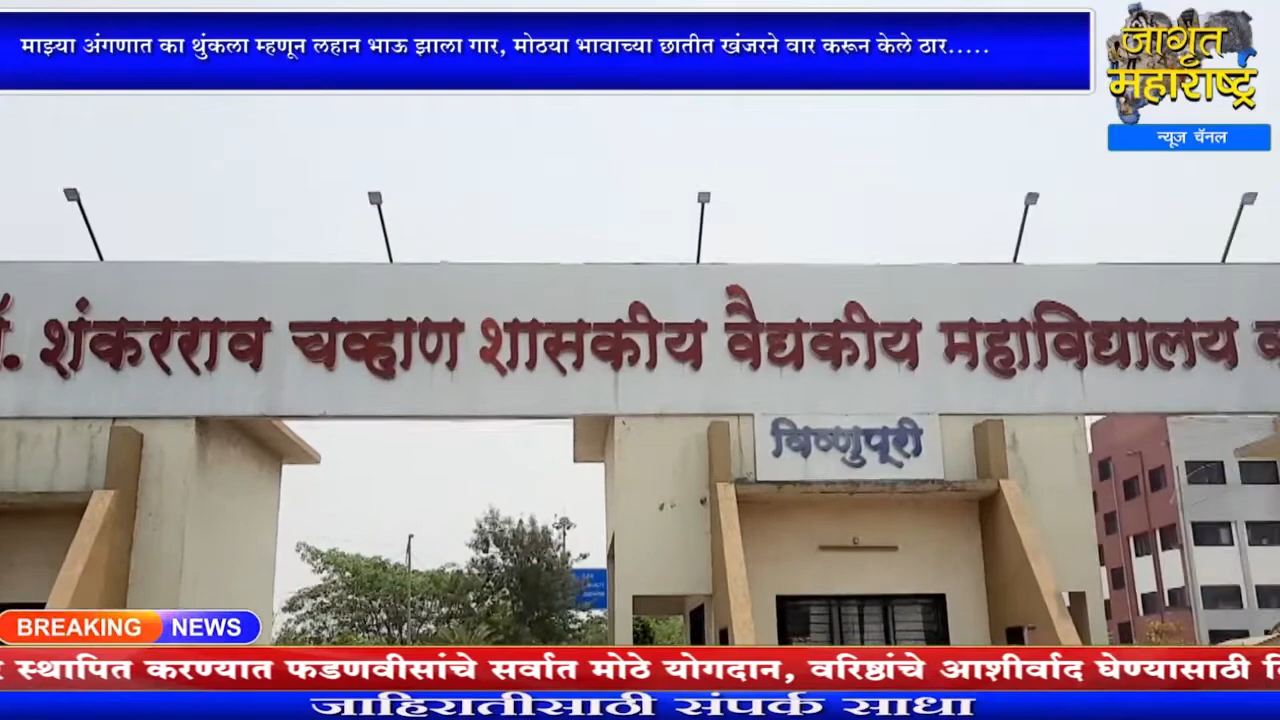 माझ्या अंगणात का थुंकला म्हणून लहान भाऊ झाला गार, मोठया भावाच्या छातीत खंजरने वार करून केले ठार.....
जागृत
महाराष्ट्र
न्यूज चॅनल
शंकरराव चव्हाण शासकीय वैद्यकीय महाविद्यालय
विष्णुपूरी
BREAKING NEWS
स्थापित करण्यात फडणवीसांचे सर्वात मोठे योगदान, वरिष्ठांचे आशीर्वाद घेण्यासाठी
जाहिरातीसाठी संपर्क साधा